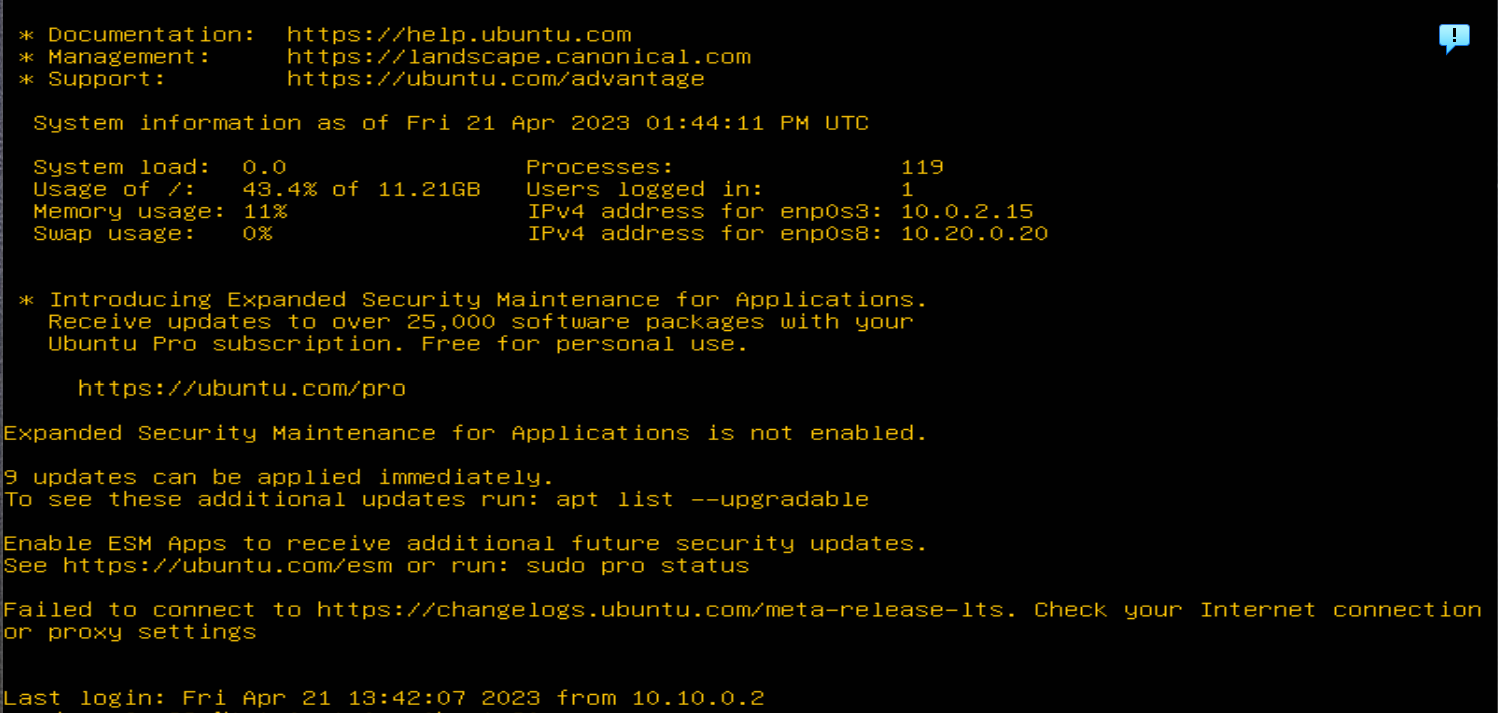 * Documentation:  https://help.ubuntu.com
* Management:     https://landscape.canonical.com
* Support:        https://ubuntu.com/advantage
System information as of Fri 21 Apr 2023 01:44:11 PM UTC
System load:  0.0                Processes:               119
Usage of /:   43.4% of 11.21GB   Users logged in:         1
Memory usage: 11%                IPv4 address for enp0s3: 10.0.2.15
Swap usage:   0%                 IPv4 address for enp0s8: 10.20.0.20
* Introducing Expanded Security Maintenance for Applications.
Receive updates to over 25,000 software packages with your
Ubuntu Pro subscription. Free for personal use.
https://ubuntu.com/pro
Expanded Security Maintenance for Applications is not enabled.
9 updates can be applied immediately.
To see these additional updates run: apt list --upgradable
Enable ESM Apps to receive additional future security updates.
See https://ubuntu.com/esm or run: sudo pro status
Failed to connect to https://changelogs.ubuntu.com/meta-release-lts. Check your Internet connection
or proxy settings
Last login: Fri Apr 21 13:42:07 2023 from 10.10.0.2